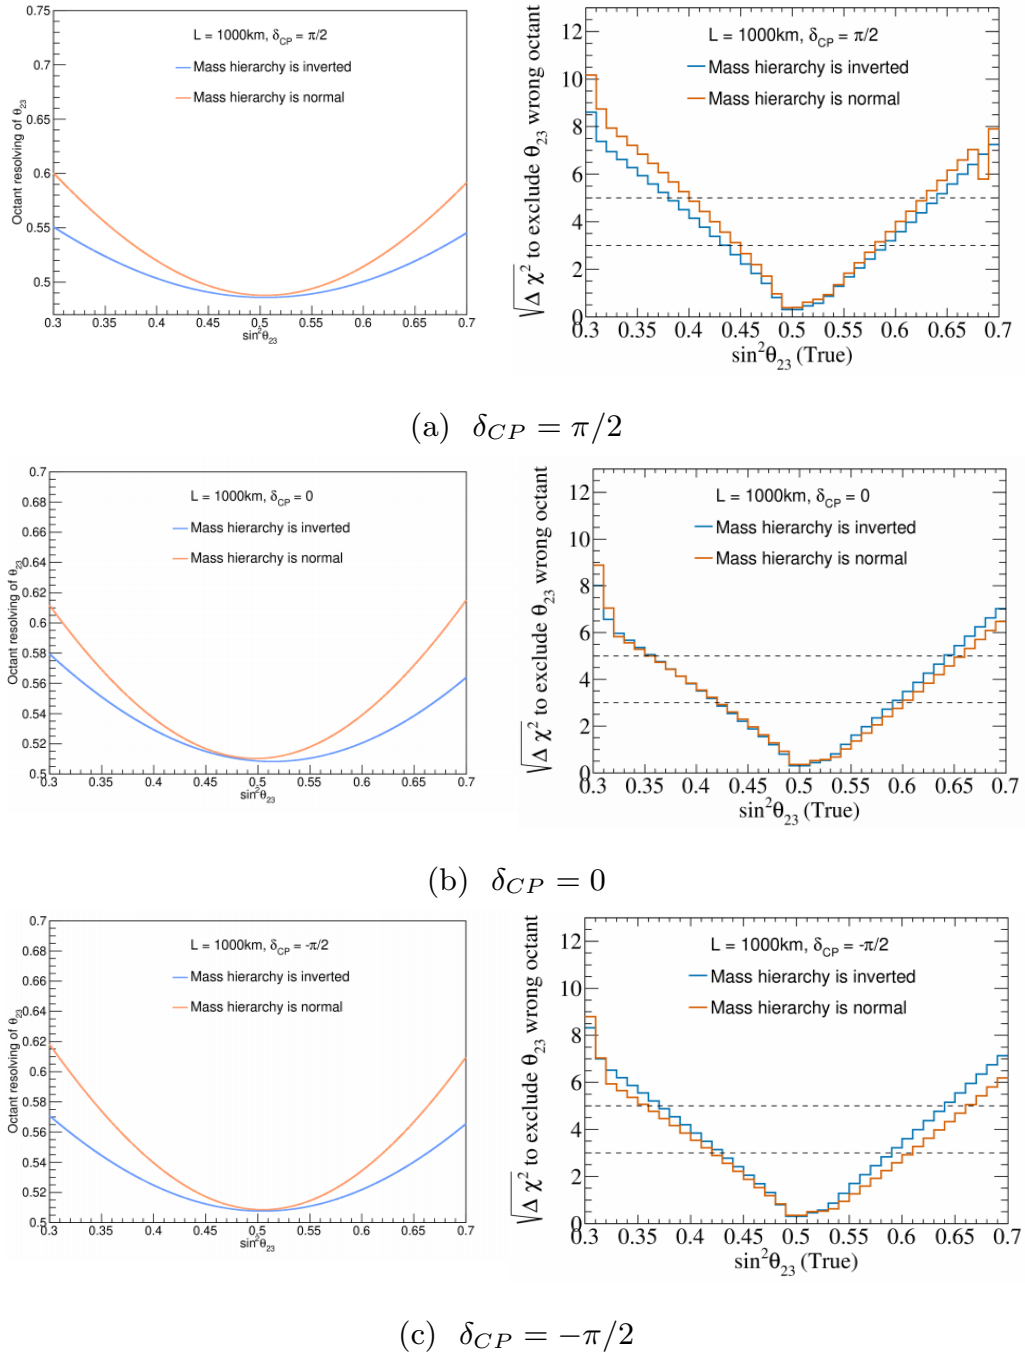 0.75
0.7
0.65
0.6
0.55
0.5
Octant resolving of θ23
L = 1000km, δCP = π/2
Mass hierarchy is inverted
Mass hierarchy is normal
0.3 0.35 0.4 0.45 0.5 0.55 0.6 0.65 0.7
sin²θ23
12
10
8
6
4
2
0
√Δχ² to exclude θ23 wrong octant
L = 1000km, δCP = π/2
Mass hierarchy is inverted
Mass hierarchy is normal
0.3 0.35 0.4 0.45 0.5 0.55 0.6 0.65 0.7
sin²θ23 (True)
(a) δCP = π/2
0.7
0.68
0.66
0.64
0.62
0.6
0.58
0.56
0.54
0.52
0.5
Octant resolving of θ23
L = 1000km, δCP = 0
Mass hierarchy is inverted
Mass hierarchy is normal
0.3 0.35 0.4 0.45 0.5 0.55 0.6 0.65 0.7
sin²θ23
12
10
8
6
4
2
0
√Δχ² to exclude θ23 wrong octant
L = 1000km, δCP = 0
Mass hierarchy is inverted
Mass hierarchy is normal
0.3 0.35 0.4 0.45 0.5 0.55 0.6 0.65 0.7
sin²θ23 (True)
(b) δCP = 0
0.7
0.68
0.66
0.64
0.62
0.6
0.58
0.56
0.54
0.52
0.5
Octant resolving of θ23
L = 1000km, δCP = -π/2
Mass hierarchy is inverted
Mass hierarchy is normal
0.3 0.35 0.4 0.45 0.5 0.55 0.6 0.65 0.7
sin²θ23
12
10
8
6
4
2
0
√Δχ² to exclude θ23 wrong octant
L = 1000km, δCP = -π/2
Mass hierarchy is inverted
Mass hierarchy is normal
0.3 0.35 0.4 0.45 0.5 0.55 0.6 0.65 0.7
sin²θ23 (True)
(c) δCP = −π/2